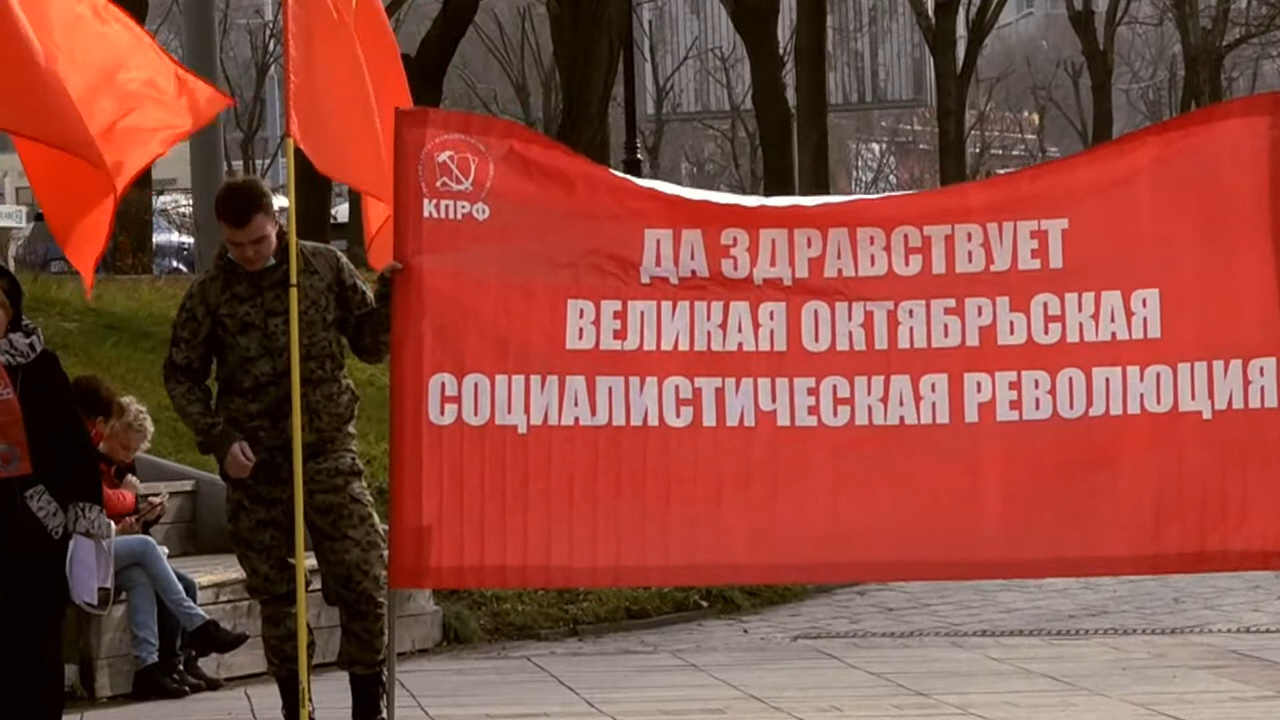 КПРФ
ДА ЗДРАВСТВУЕТ
ВЕЛИКАЯ ОКТЯБРЬСКАЯ
СОЦИАЛИСТИЧЕСКАЯ РЕВОЛЮЦИЯ